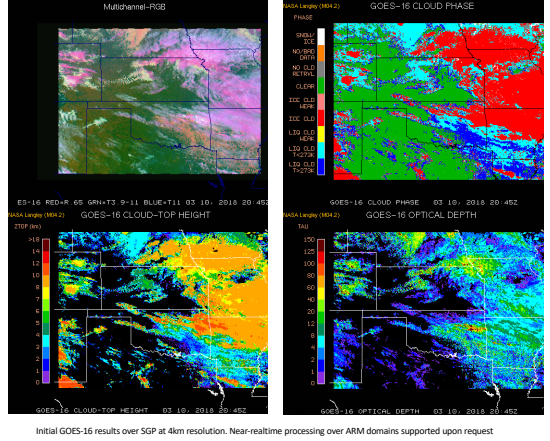 Multichannel-RGB
ES-16 RED=R.65 GRN=T3.9-11 BLUE=T11 03 10, 2018 20:45Z
NASA Langley (M04.2)
GOES-16 CLOUD PHASE
PHASE
SNOW/
ICE
NO/BAD
DATA
NO CLD
RETRVL
CLEAR
ICE CLD
WEAK
ICE CLD
LIQ CLD
WEAK
LIQ CLD
T<273K
LIQ CLD
T>273K
GOES-16 CLOUD PHASE 03 10, 2018 20:45Z
NASA Langley (M04.2)
GOES-16 CLOUD-TOP HEIGHT
ZTOP (km)
>18
14
12
10
8
7
6
5
4
3
2
1
0
GOES-16 CLOUD-TOP HEIGHT 03 10, 2018 20:45Z
NASA Langley (M04.2)
GOES-16 OPTICAL DEPTH
TAU
150
125
100
80
60
40
20
10
8
6
4
2
0
GOES-16 OPTICAL DEPTH 03 10, 2018 20:45Z
Initial GOES-16 results over SGP at 4km resolution. Near-realtime processing over ARM domains supported upon request